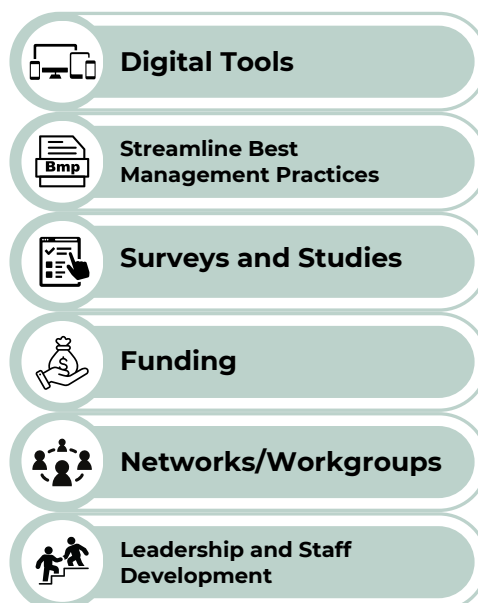 Digital Tools
Bmp
Streamline Best
Management Practices
Surveys and Studies
$
Funding
Networks/Workgroups
Leadership and Staff
Development